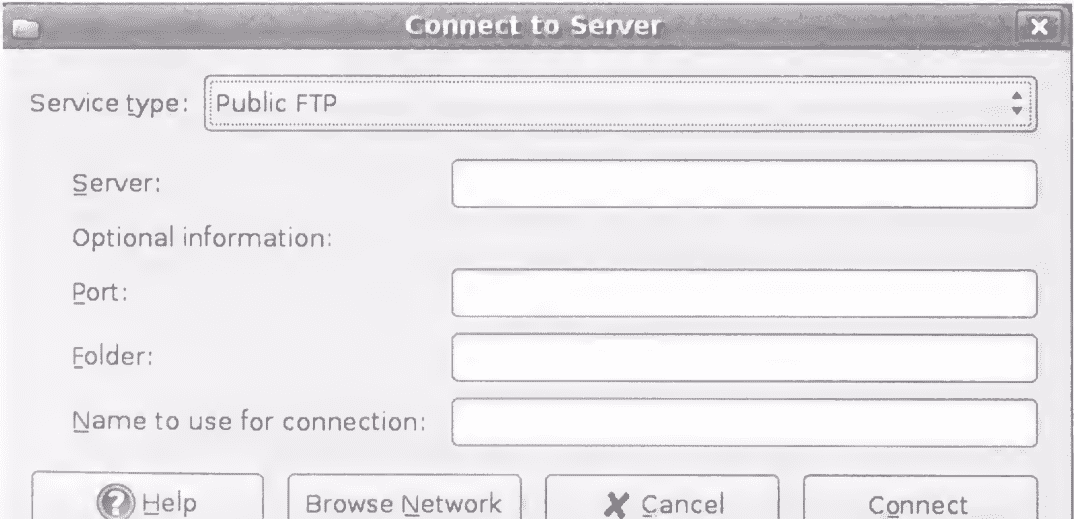 Connect to Server
Service type: Public FTP
Server:
Optional information:
Port:
Folder:
Name to use for connection:
Help Browse Network Cancel Connect